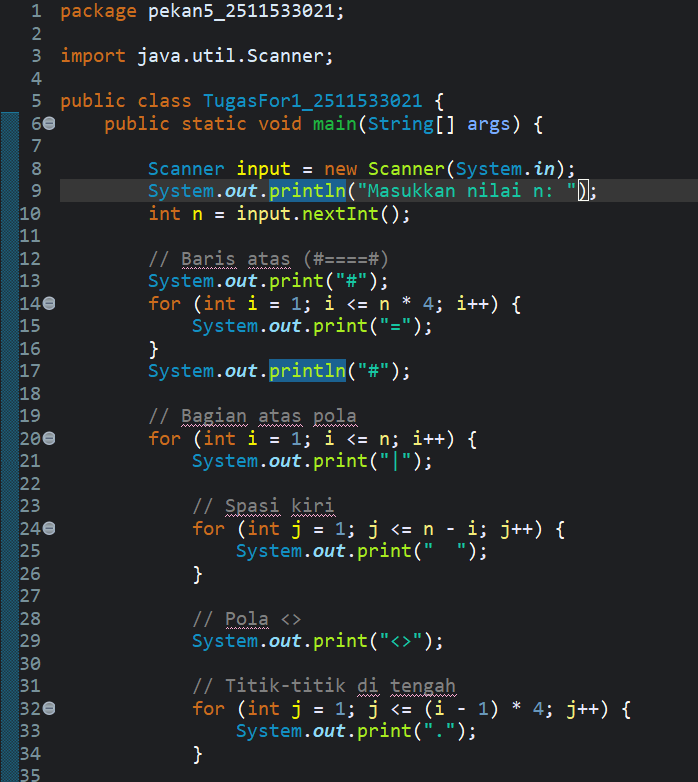 1 package pekan5_2511533021;
2
3 import java.util.Scanner;
4
5 public class TugasFor1_2511533021 {
6 public static void main(String[] args) {
7
8 Scanner input = new Scanner(System.in);
9 System.out.println("Masukkan nilai n: ");
10 int n = input.nextInt();
11
12 // Baris atas (#====#)
13 System.out.print("#");
14 for (int i = 1; i <= n * 4; i++) {
15 System.out.print("=");
16 }
17 System.out.println("#");
18
19 // Bagian atas pola
20 for (int i = 1; i <= n; i++) {
21 System.out.print("|");
22
23 // Spasi kiri
24 for (int j = 1; j <= n - i; j++) {
25 System.out.print("  ");
26 }
27
28 // Pola <>
29 System.out.print("<>");
30
31 // Titik-titik di tengah
32 for (int j = 1; j <= (i - 1) * 4; j++) {
33 System.out.print(".");
34 }
35